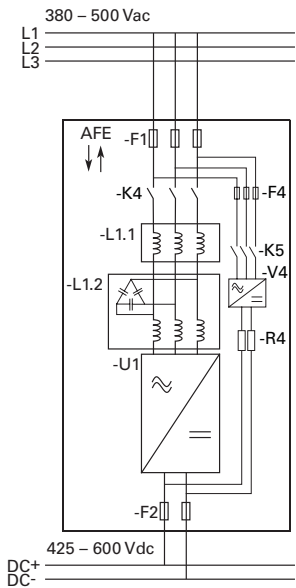 380 – 500 Vac
L1
L2
L3
AFE
-F1
-K4
-F4
-L1.1
-K5
-V4
-L1.2
-R4
-U1
-F2
425 – 600 Vdc
DC+
DC-